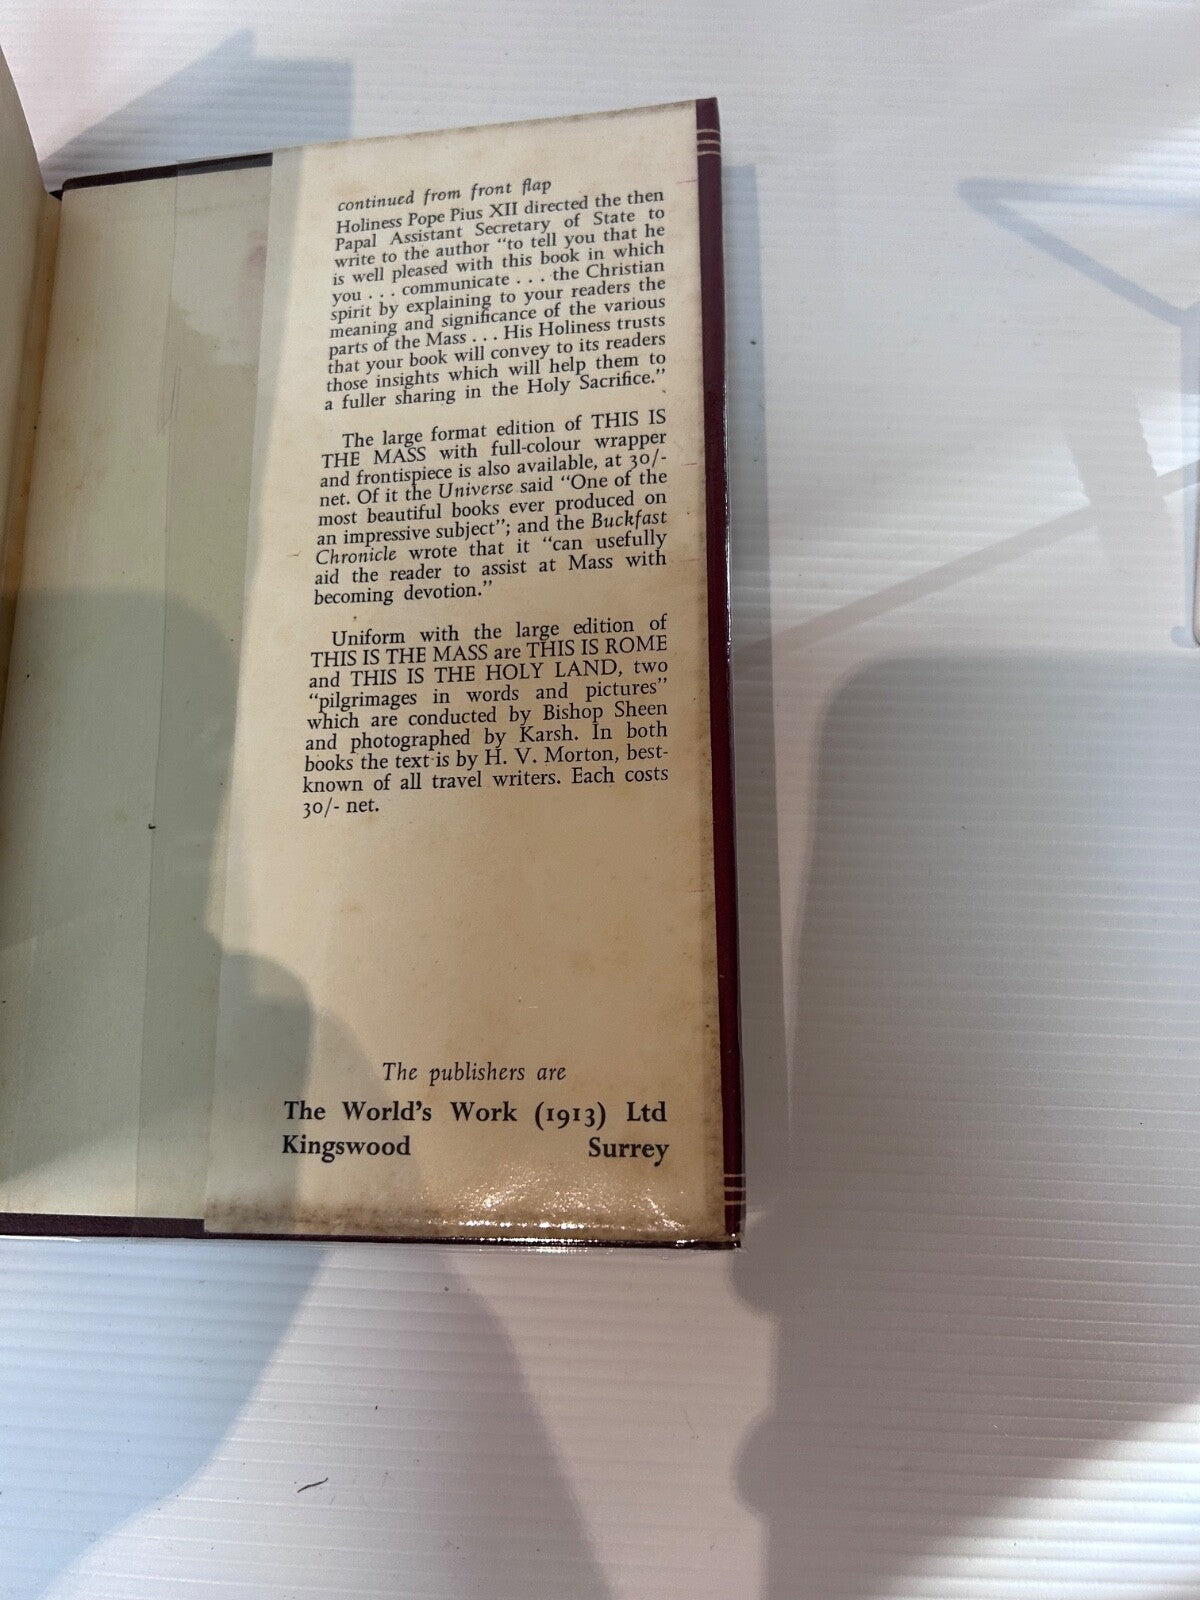 continued from front flap
Holiness Pope Pius XII directed the then
Papal Assistant Secretary of State to
write to the author “to tell you that he
is well pleased with this book in which
you . . . communicate . . . the Christian
spirit by explaining to your readers the
meaning and significance of the various
parts of the Mass . . . His Holiness trusts
that your book will convey to its readers
those insights which will help them to
a fuller sharing in the Holy Sacrifice.”
The large format edition of THIS IS
THE MASS with full-colour wrapper
and frontispiece is also available, at 30/-
net. Of it the Universe said “One of the
most beautiful books ever produced on
an impressive subject”; and the Buckfast
Chronicle wrote that it “can usefully
aid the reader to assist at Mass with
becoming devotion.”
Uniform with the large edition of
THIS IS THE MASS are THIS IS ROME
and THIS IS THE HOLY LAND, two
“pilgrimages in words and pictures”
which are conducted by Bishop Sheen
and photographed by Karsh. In both
books the text is by H. V. Morton, best-
known of all travel writers. Each costs
30/- net.
The publishers are
The World’s Work (1913) Ltd
Kingswood Surrey